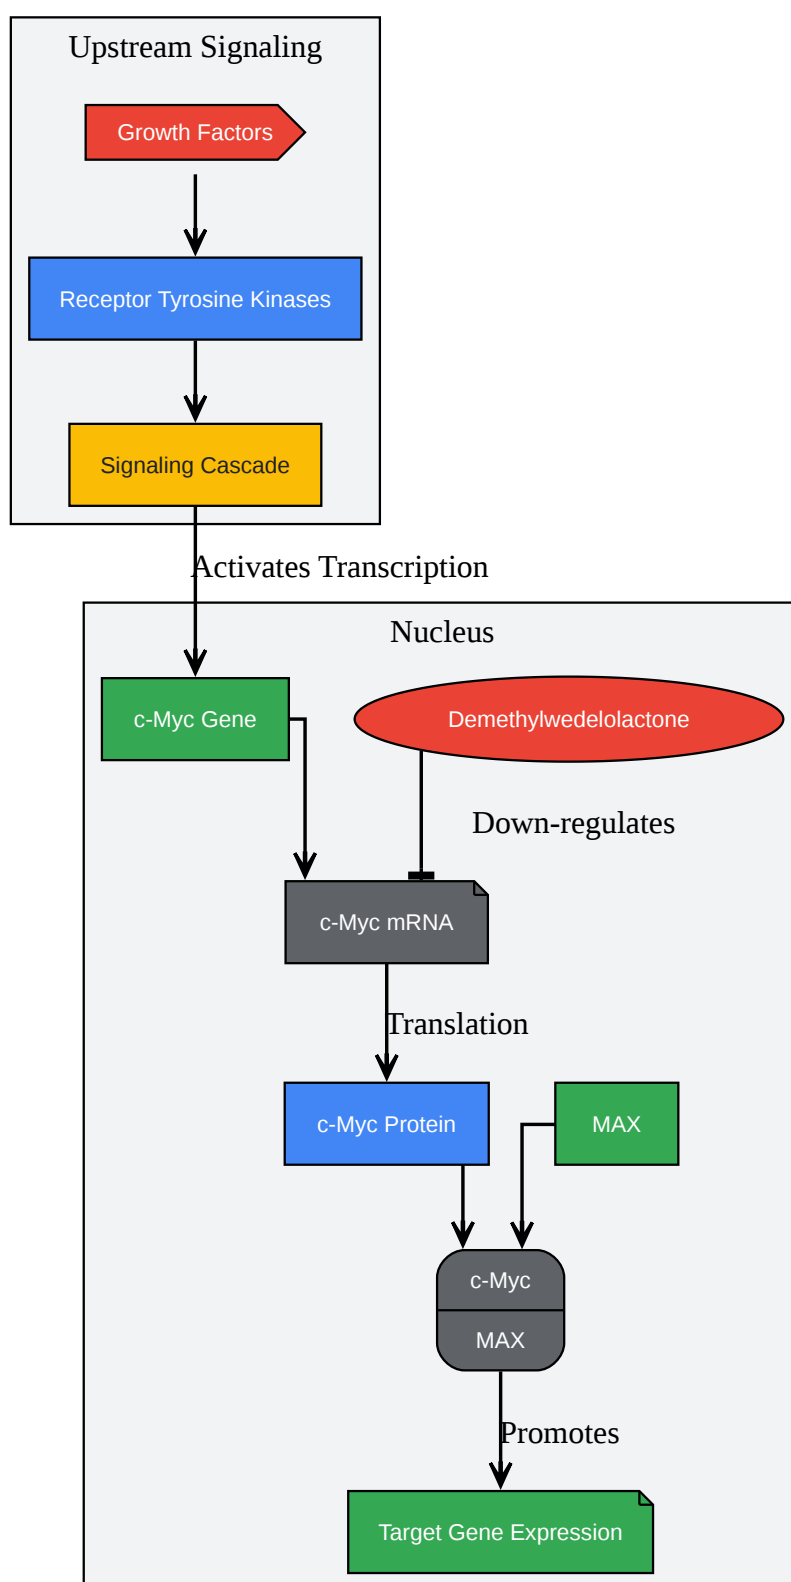 Upstream Signaling
Growth Factors
Receptor Tyrosine Kinases
Signaling Cascade
Activates Transcription
Nucleus
c-Myc Gene
Demethylwedelolactone
Down-regulates
c-Myc mRNA
Translation
c-Myc Protein
MAX
c-Myc
MAX
Promotes
Target Gene Expression